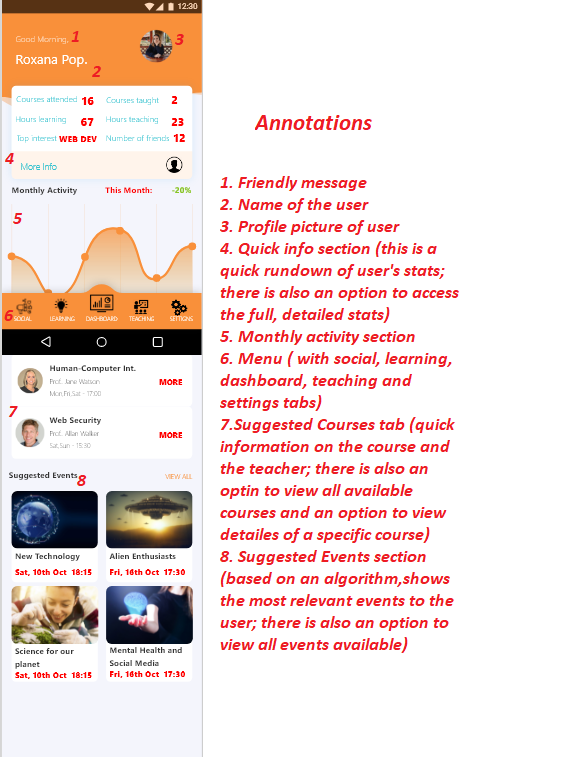 12:30
Good Morning, 1
Roxana Pop. 3
2
Courses attended 16 Courses taught 2
Hours learning 67 Hours teaching 23
Top interest WEB DEV Number of friends 12
4 More Info
Monthly Activity This Month: -20%
5
6 SOCIAL LEARNING DASHBOARD TEACHING SETTIGNS
Human-Computer Int.
Prof. Jane Watson MORE
Mon,Fri,Sat - 17:00
7 Web Security
Prof. Allan Walker MORE
Sat,Sun - 15:30
Suggested Events 8 VIEW ALL
New Technology Alien Enthusiasts
Sat, 10th Oct 18:15 Fri, 16th Oct 17:30
Science for our planet
Mental Health and Social Media
Sat, 10th Oct 18:15 Fri, 16th Oct 17:30
Annotations
1. Friendly message
2. Name of the user
3. Profile picture of user
4. Quick info section (this is a
quick rundown of user's stats;
there is also an option to access
the full, detailed stats)
5. Monthly activity section
6. Menu ( with social, learning,
dashboard, teaching and
settings tabs)
7.Suggested Courses tab (quick
information on the course and
the teacher; there is also an
optin to view all available
courses and an option to view
detailes of a specific course)
8. Suggested Events section
(based on an algorithm,shows
the most relevant events to the
user; there is also an option to
view all events available)